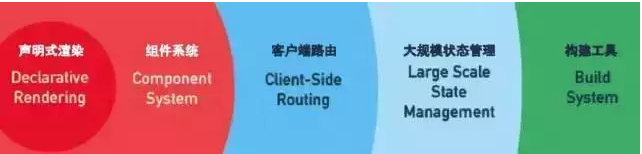 声明式渲染
Declarative
Rendering
组件系统
Component
System
客户端路由
Client-Side
Routing
大规模状态管理
Large Scale
State
Management
构建工具
Build
System